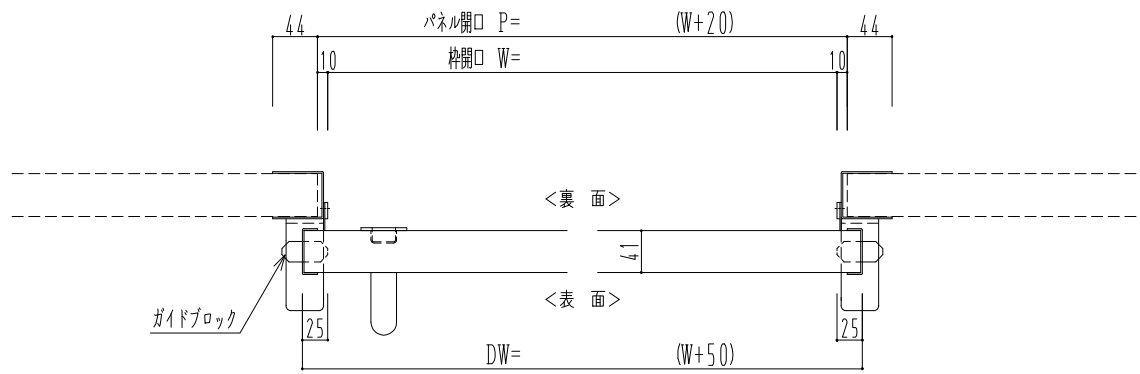 44 パネル開口 P= (W+20) 44
10 枠開口 W= 10
<裏 面>
41
<表 面>
ガイドブロック
25 25
DW= (W+50)